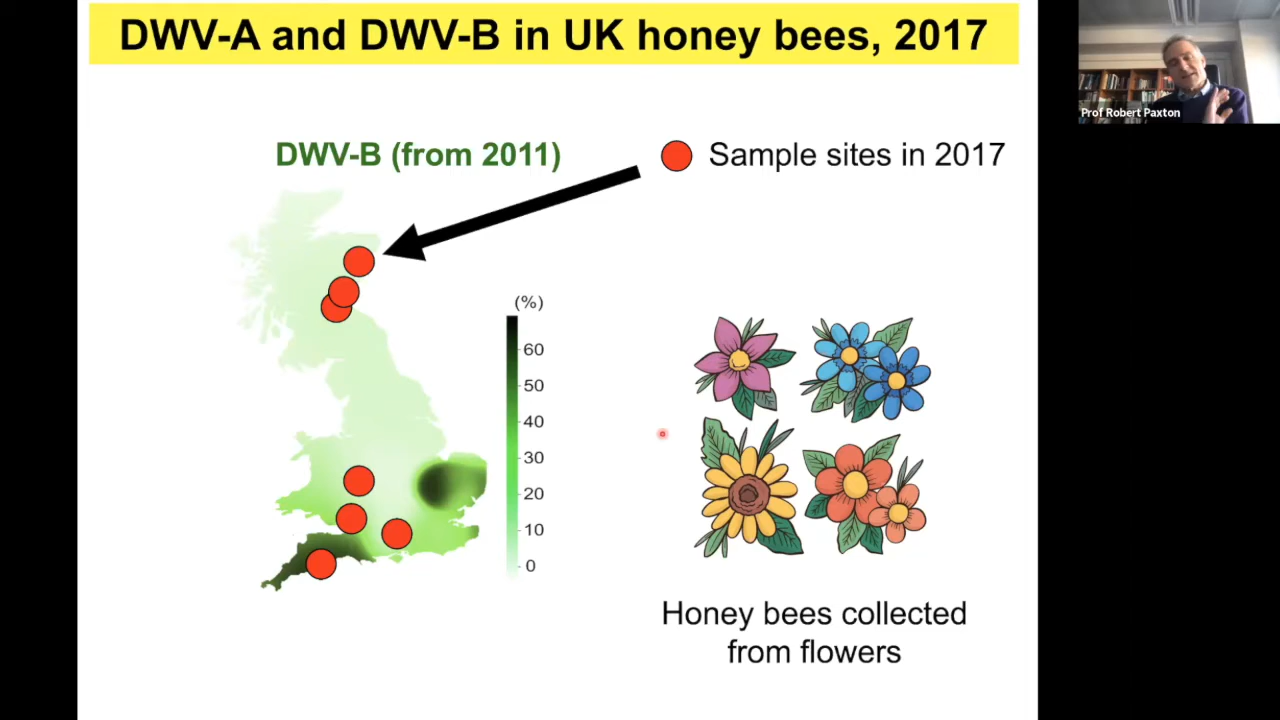 DWV-A and DWV-B in UK honey bees, 2017
Prof Robert Paxton
DWV-B (from 2011)
Sample sites in 2017
(%)
60
50
40
30
20
10
0
Honey bees collected
from flowers